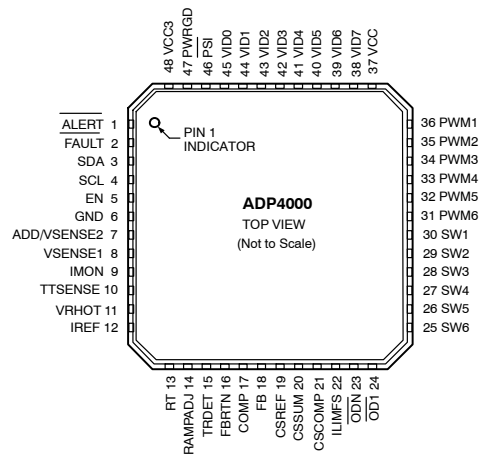 48 VCC3
47 PWRGD
46 PSI
45 VID0
44 VID1
43 VID2
42 VID3
41 VID4
40 VID5
39 VID6
38 VID7
37 VCC
ALERT 1
FAULT 2
SDA 3
SCL 4
EN 5
GND 6
ADD/VSENSE2 7
VSENSE1 8
IMON 9
TTSENSE 10
VRHOT 11
IREF 12
PIN 1
INDICATOR
ADP4000
TOP VIEW
(Not to Scale)
36 PWM1
35 PWM2
34 PWM3
33 PWM4
32 PWM5
31 PWM6
30 SW1
29 SW2
28 SW3
27 SW4
26 SW5
25 SW6
RT 13
RAMPADJ 14
TRDET 15
FBRTN 16
COMP 17
FB 18
CSREF 19
CSSUM 20
CSCOMP 21
ILIMFS 22
ODN 23
OD1 24